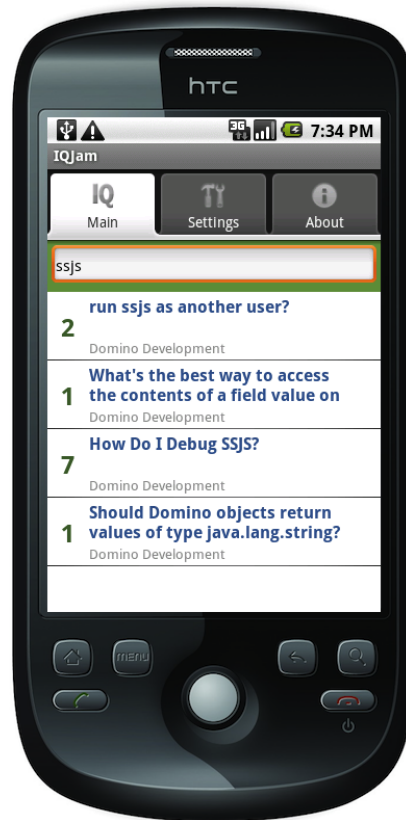 hTC
3G
7:34 PM
IQJam
IQ
Main
Settings
About
ssjs
run ssjs as another user?
2
Domino Development
What's the best way to access
1
the contents of a field value on
Domino Development
How Do I Debug SSJS?
7
Domino Development
Should Domino objects return
1
values of type java.lang.string?
Domino Development
menu